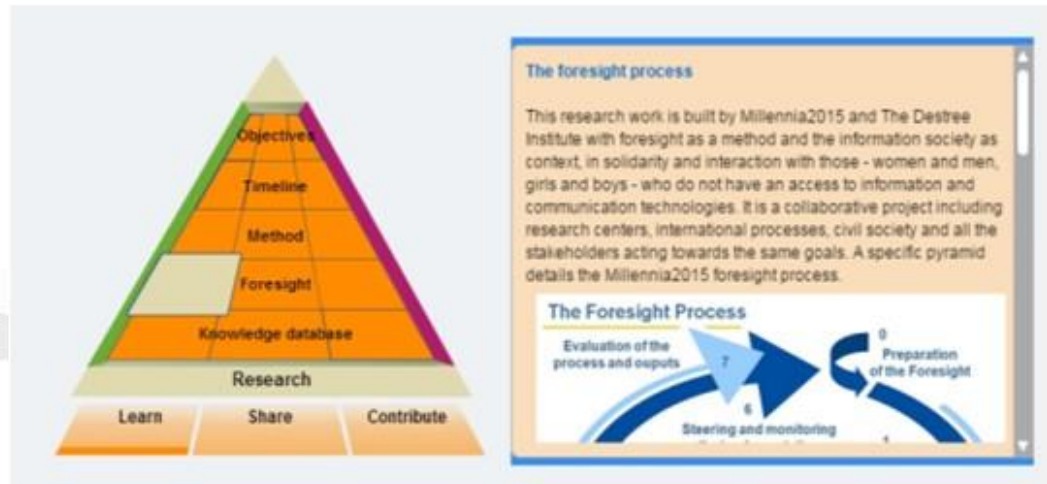 Objectives
Timeline
Method
Foresight
Knowledge database
Research
Learn
Share
Contribute
The foresight process
This research work is built by Millennia2015 and The Destree
Institute with foresight as a method and the information society as
context, in solidarity and interaction with those - women and men,
girls and boys - who do not have an access to information and
communication technologies. It is a collaborative project including
research centers, international processes, civil society and all the
stakeholders acting towards the same goals. A specific pyramid
details the Millennia2015 foresight process.
The Foresight Process
Evaluation of the
process and ouputs
7
0
Preparation
of the Foresight
6
Steering and monitoring
1